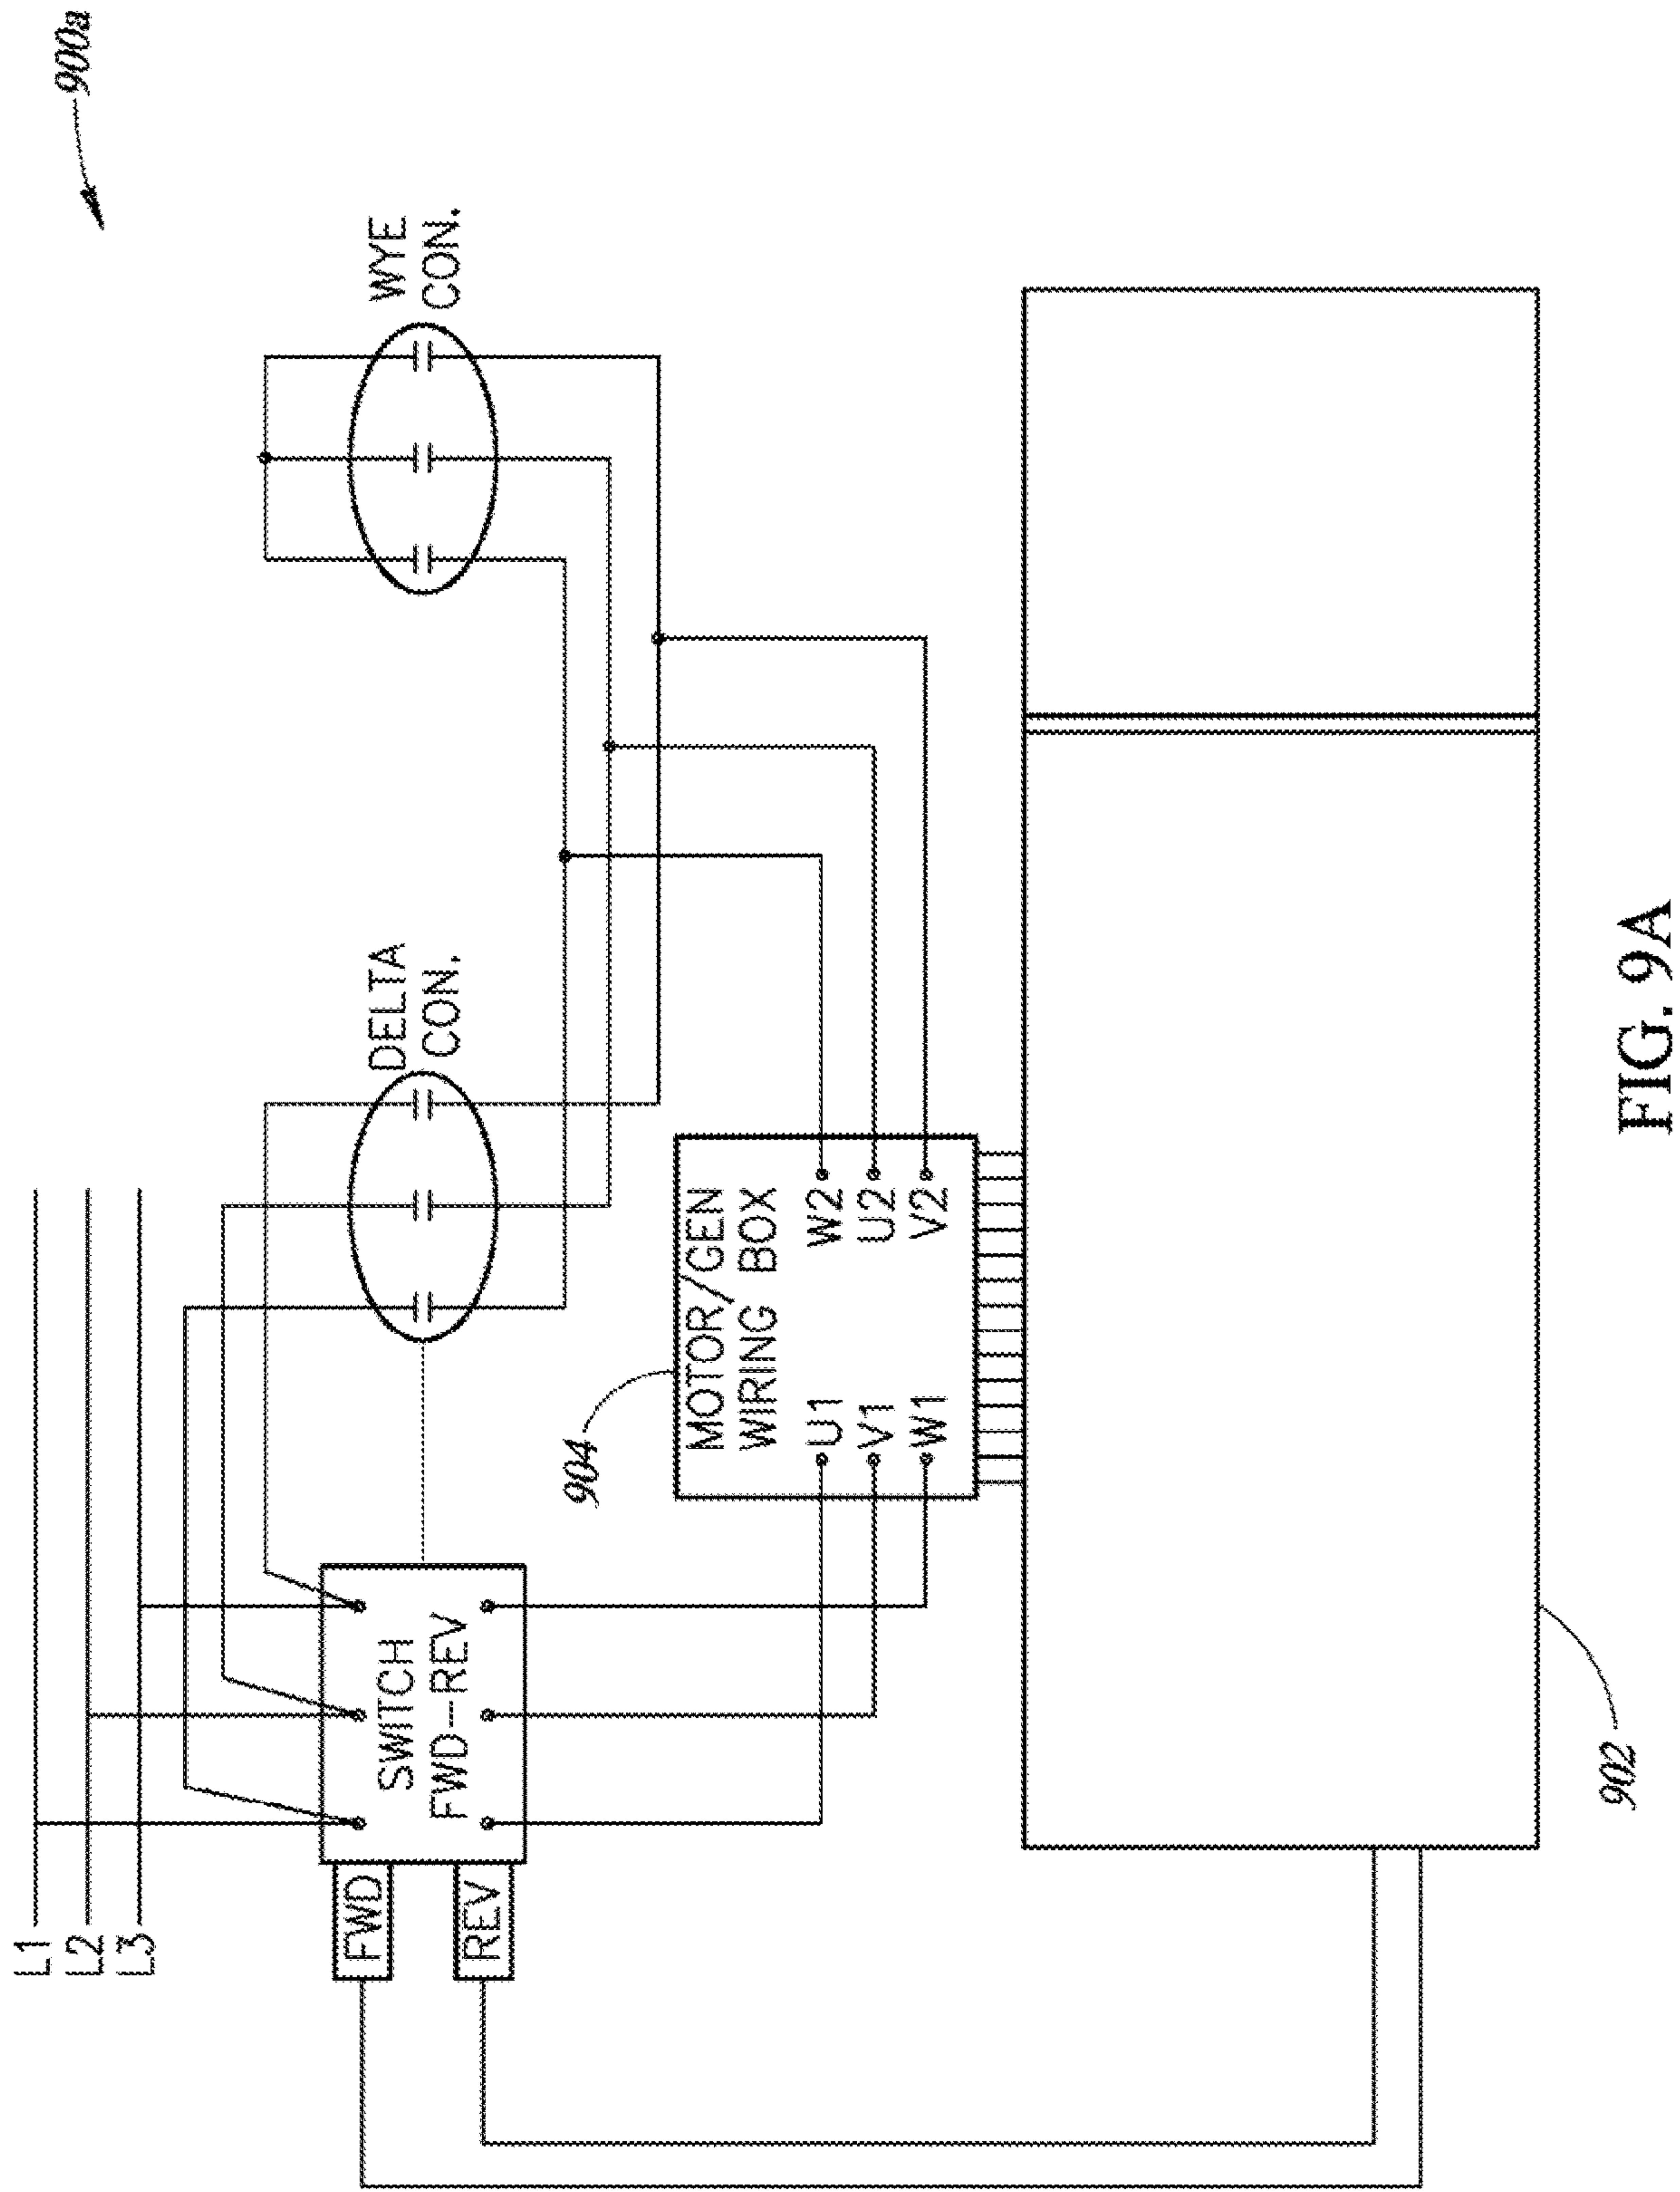 900a
L1
L2
L3
FWD
REV
SWITCH
FWD-REV
DELTA
CON.
WYE
CON.
904
MOTOR/GEN
WIRING BOX
U1
V1
W1
W2
U2
V2
902
FIG. 9A